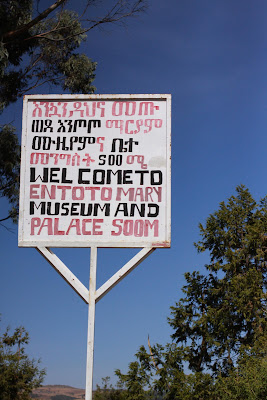 እንኳን ደህና መጡ
ወደ እንጦጦ ማርያም
ሙዚየምና ቤተ
መንግስት 500 ሜ
WEL COMETO
ENTOTO MARY
MUSEUM AND
PALACE 500M